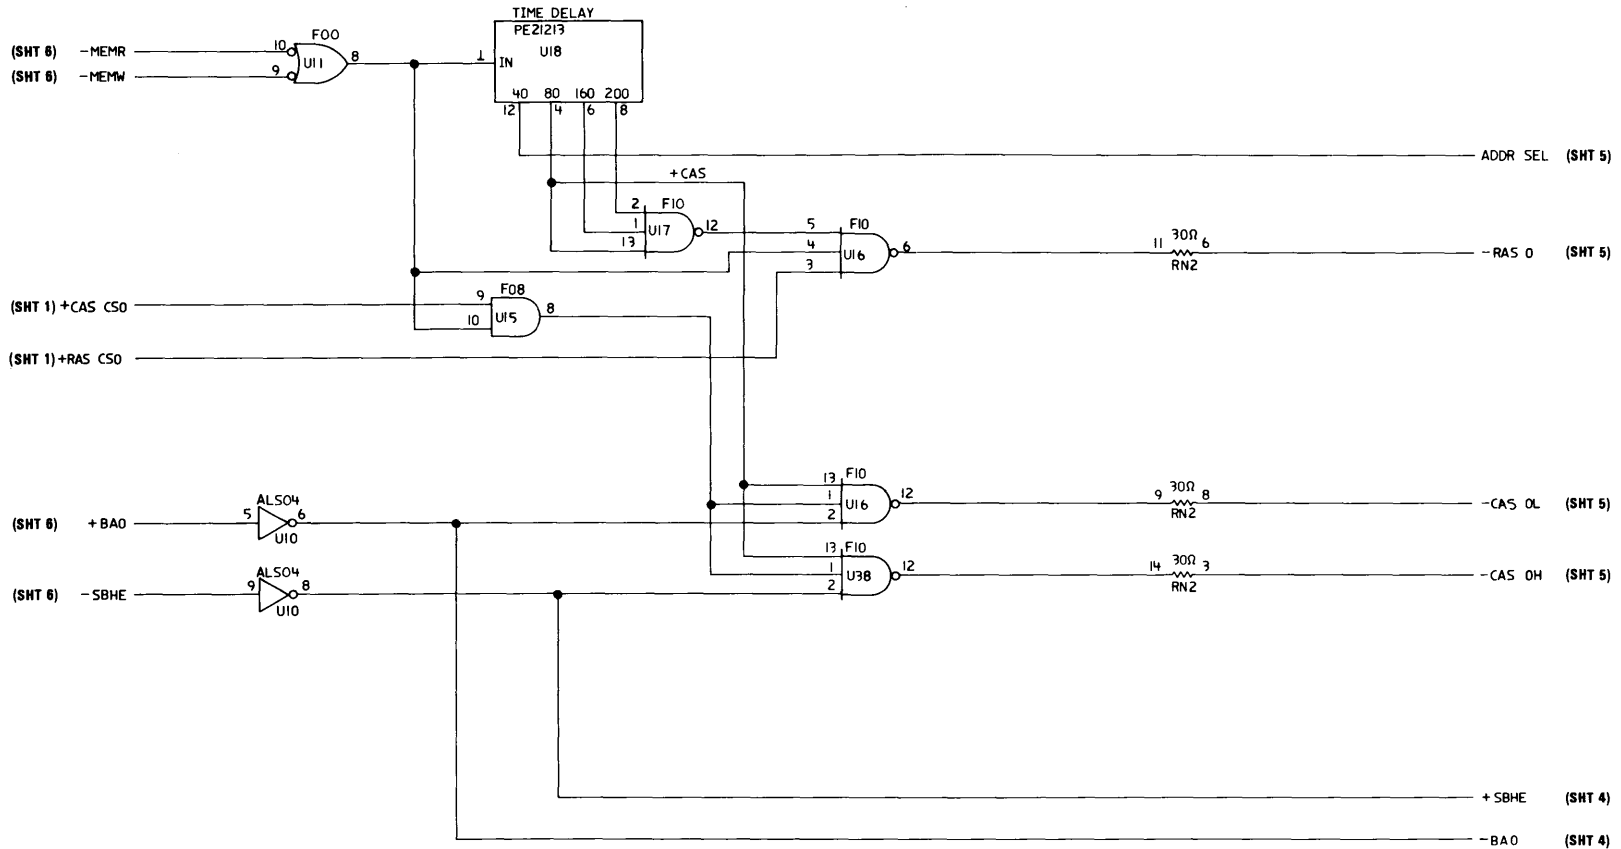 TIME DELAY
PE21213
U18
IN
1
40 80 160 200
12 4 6 8
(SHT 6) -MEMR
10
F00
U11
8
(SHT 6) -MEMW
9
ADDR SEL (SHT 5)
+CAS
2
F10
1
U17
12
13
5
F10
4
U16
6
3
11
30Ω
6
RN2
-RAS 0 (SHT 5)
(SHT 1) +CAS CS0
9
F08
10
U15
8
(SHT 1) +RAS CS0
13
F10
1
U16
12
2
9
30Ω
8
RN2
-CAS 0L (SHT 5)
(SHT 6) +BA0
5
ALS04
6
U10
13
F10
1
U38
12
2
14
30Ω
3
RN2
-CAS 0H (SHT 5)
(SHT 6) -SBHE
9
ALS04
8
U10
+SBHE (SHT 4)
-BA0 (SHT 4)